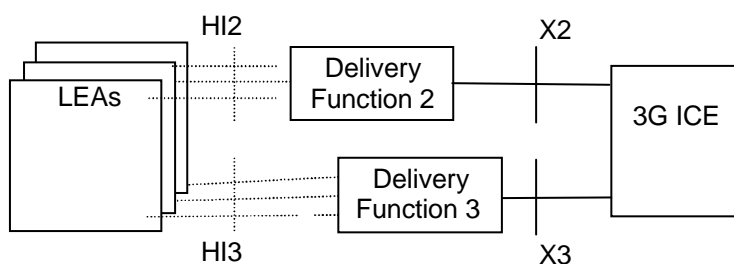 HI2
X2
LEAs
Delivery
Function 2
3G ICE
Delivery
Function 3
HI3
X3